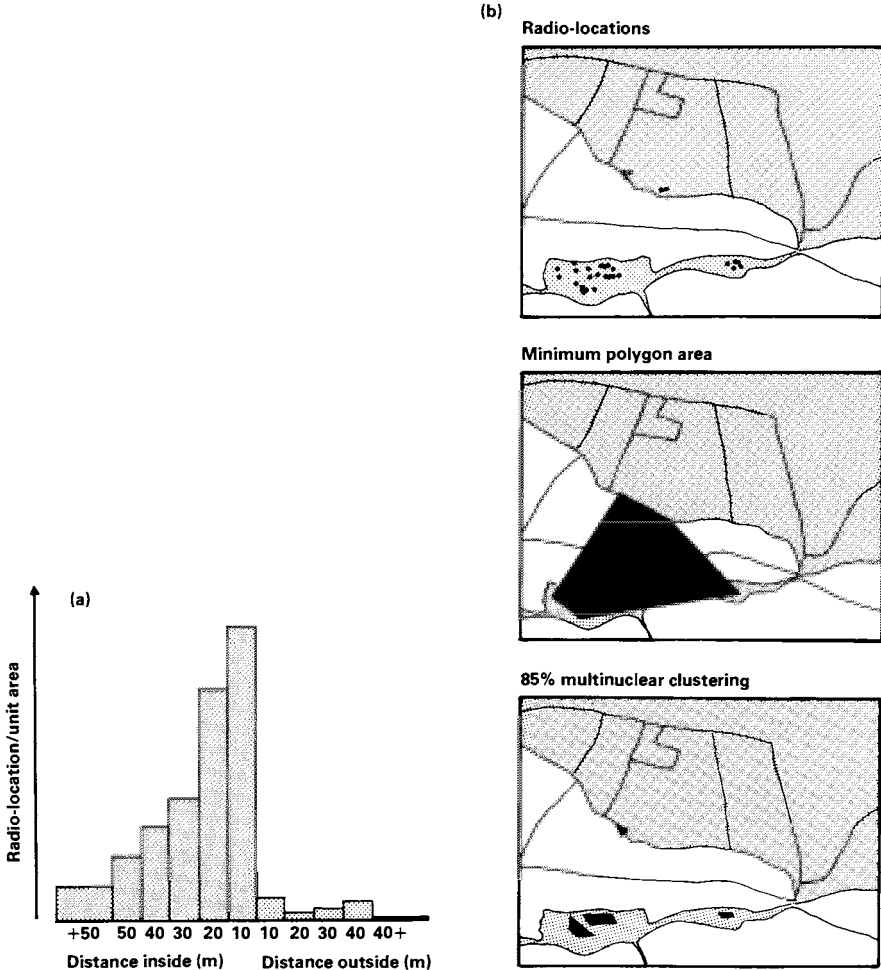 (b)
Radio-locations
Minimum polygon area
85% multinuclear clustering
(a)
Radio-location/unit area
+50 50 40 30 20 10 10 20 30 40 40+
Distance inside (m) Distance outside (m)